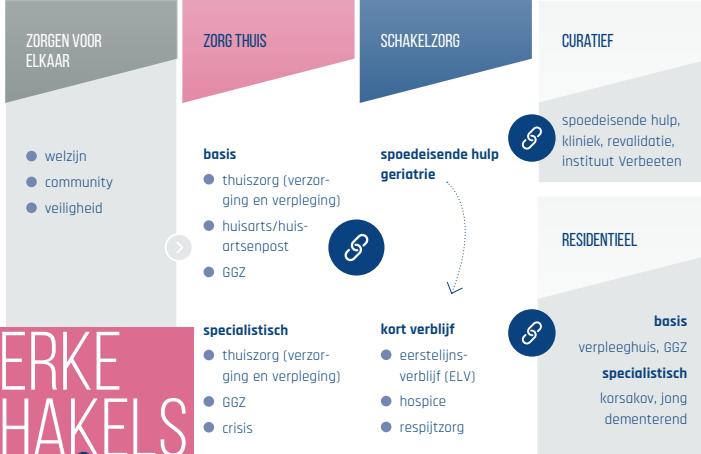 ZORGEN VOOR
ELKAAR
welzijn
community
veiligheid
ZORG THUIS
basis
thuiszorg (verzor-
ging en verpleging)
huisarts/huis-
artsenpost
GGZ
specialistisch
thuiszorg (verzor-
ging en verpleging)
GGZ
crisis
SCHAKELZORG
spoedeisende hulp
geriatrie
kort verblijf
eerstelijns-
verblijf (ELV)
hospice
respijtzorg
CURATIEF
spoedeisende hulp,
kliniek, revalidatie,
instituut Verbeeten
RESIDENTIEEL
basis
verpleeghuis, GGZ
specialistisch
korsakov, jong
dementerend
ERKE
HAKELS